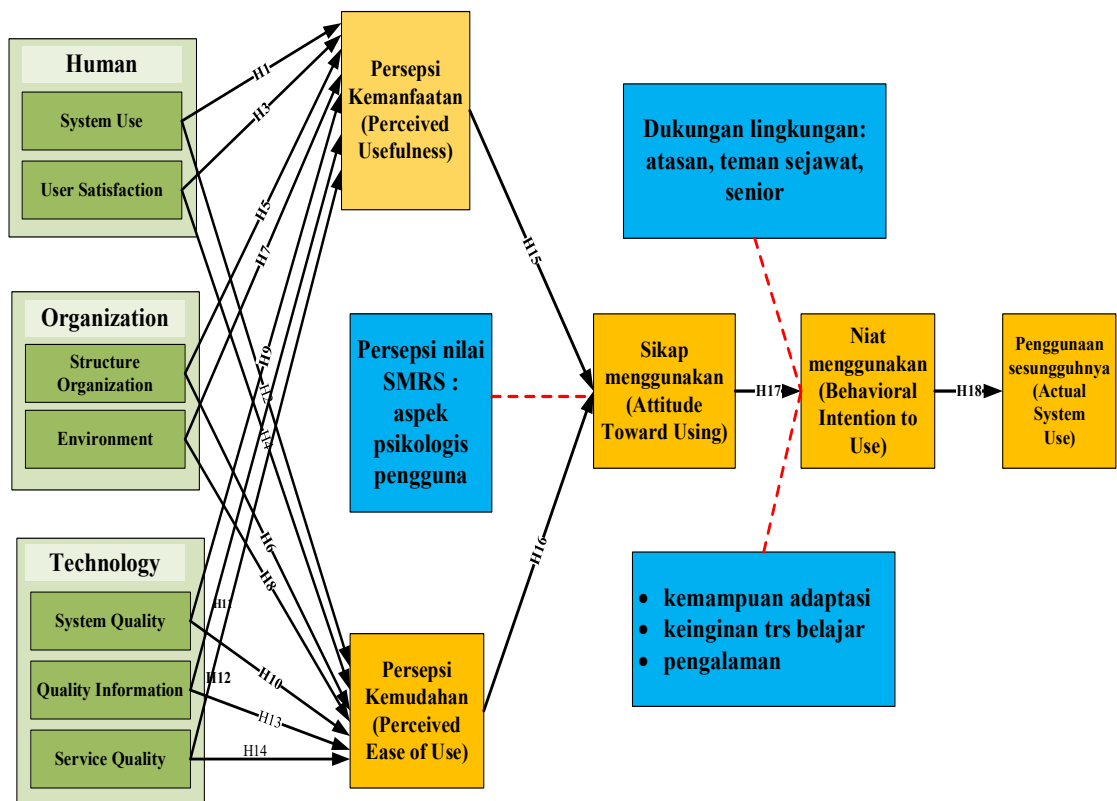 Human
System Use
User Satisfaction
Organization
Structure
Organization
Environment
Technology
System Quality
Quality Information
Service Quality
H1
H3
H5
H7
H9
H2
H4
H6
H8
H11
H12
H10
H13
H14
Persepsi
Kemanfaatan
(Perceived
Usefulness)
Persepsi nilai
SMRS :
aspek
psikologis
pengguna
Persepsi
Kemudahan
(Perceived
Ease of Use)
H15
H16
Dukungan lingkungan:
atasan, teman sejawat,
senior
Sikap
menggunakan
(Attitude
Toward Using)
H17
Niat
menggunakan
(Behavioral
Intention to
Use)
H18
Penggunaan
sesungguhnya
(Actual
System
Use)
• kemampuan adaptasi
• keinginan trs belajar
• pengalaman